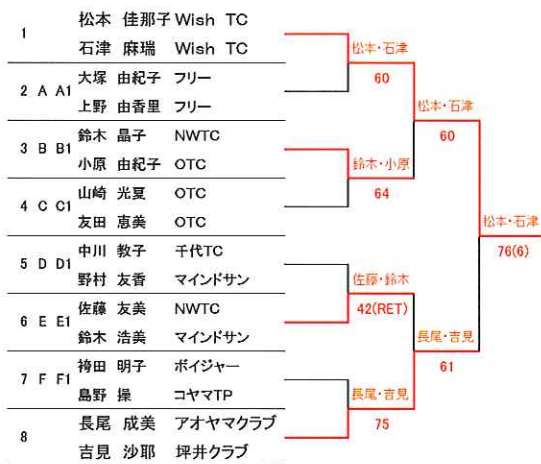 1 松本 佳那子 Wish TC
石津 麻瑞 Wish TC
2 A A1 大塚 由紀子 フリー
上野 由香里 フリー
3 B B1 鈴木 晶子 NWTC
小原 由紀子 OTC
4 C C1 山崎 光夏 OTC
友田 恵美 OTC
5 D D1 中川 教子 千代TC
野村 友香 マインドサン
6 E E1 佐藤 友美 NWTC
鈴木 浩美 マインドサン
7 F F1 袴田 明子 ボイジャー
島野 操 コヤマTP
8 長尾 成美 アオヤマクラブ
吉見 沙耶 坪井クラブ
松本・石津
60
鈴木・小原
64
佐藤・鈴木
42(RET)
長尾・吉見
75
松本・石津
60
長尾・吉見
61
松本・石津
76(6)